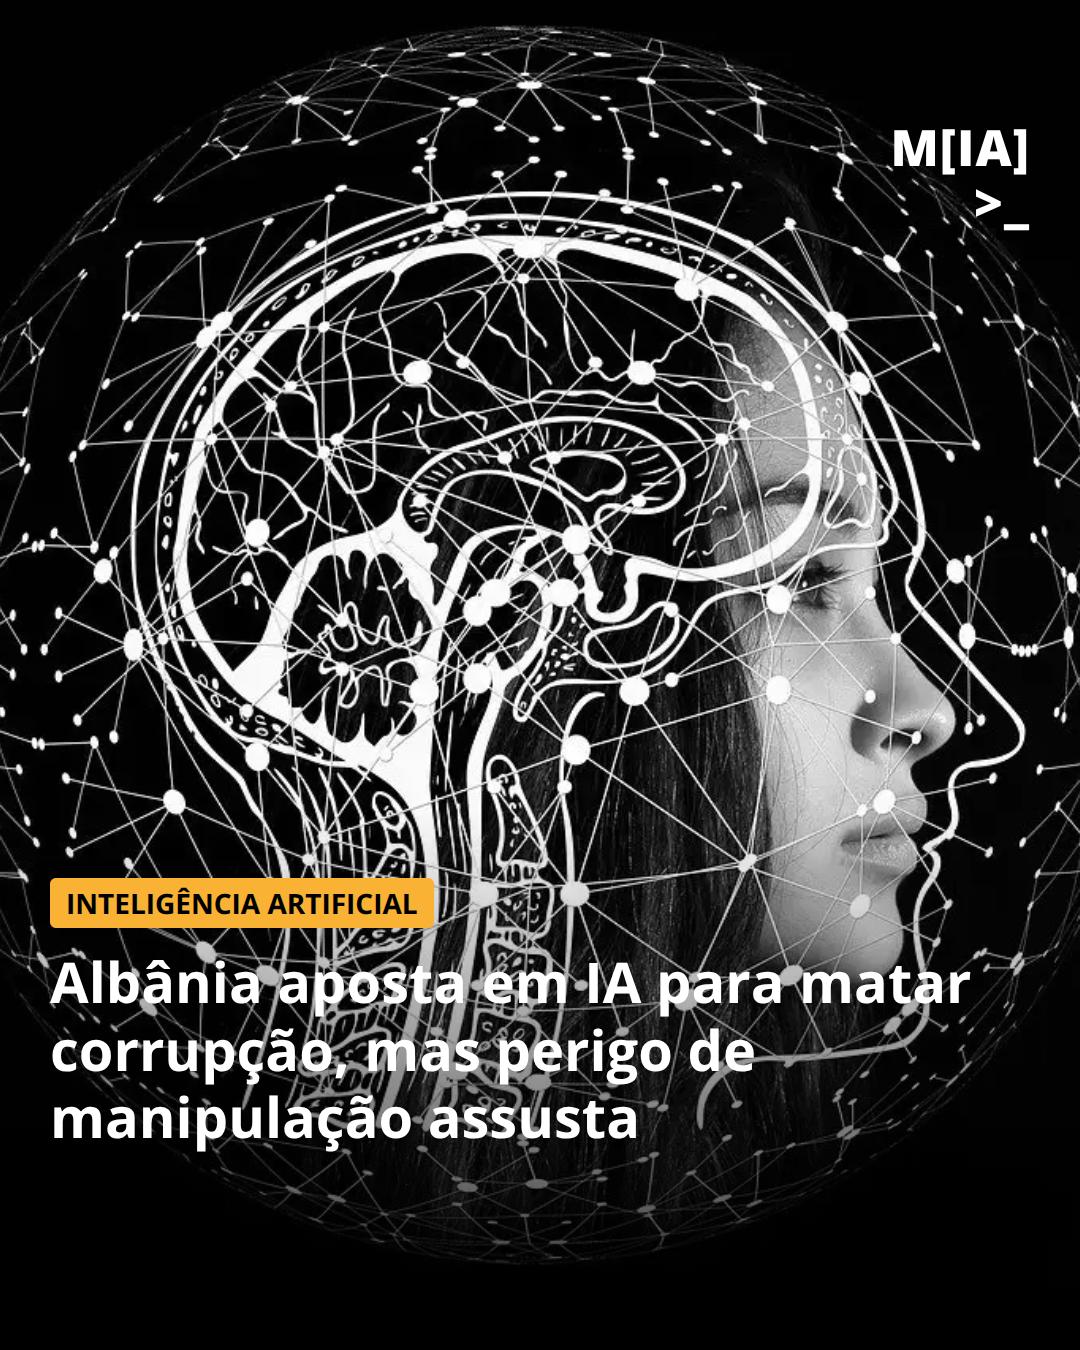 M[IA]
>_
INTELIGÊNCIA ARTIFICIAL
Albânia aposta em IA para matar
corrupção, mas perigo de
manipulação assusta